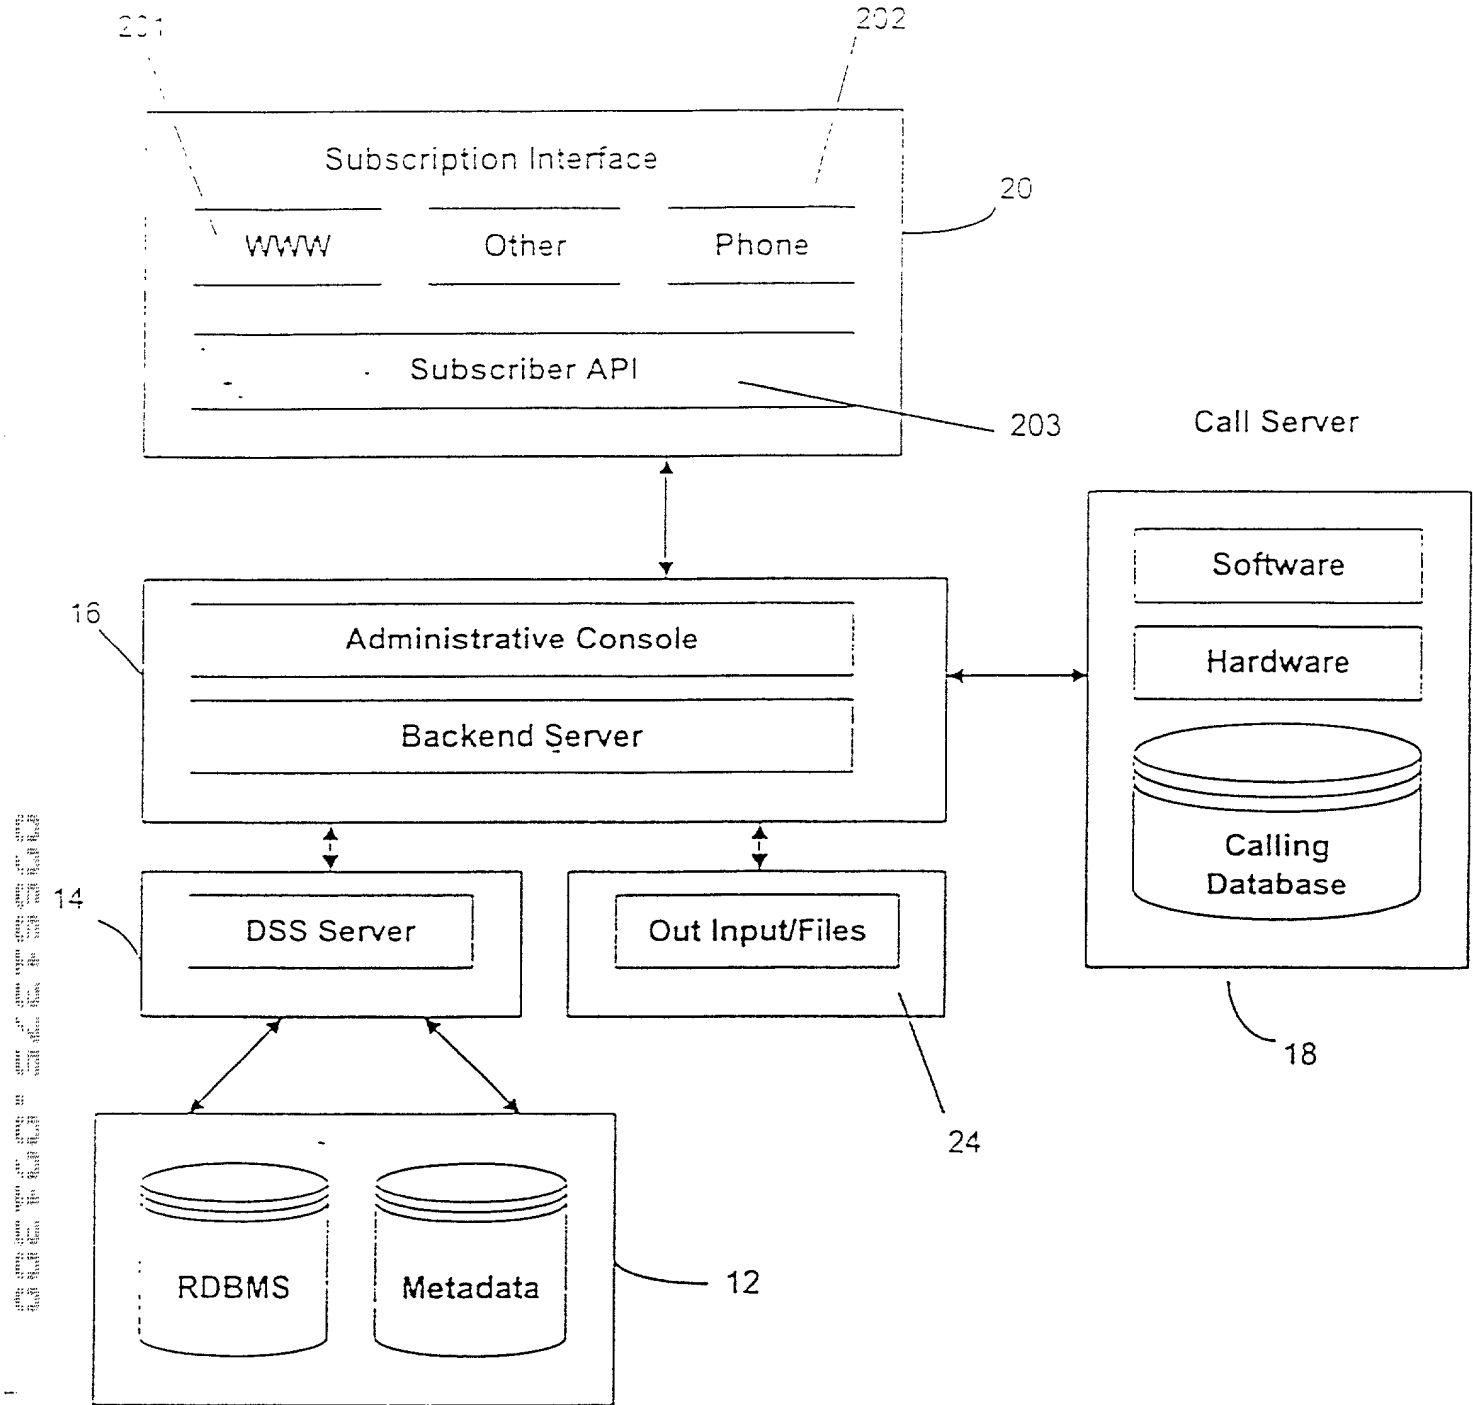 201
202
Subscription Interface
20
WWW
Other
Phone
Subscriber API
203
Call Server
Software
16
Administrative Console
Hardware
Backend Server
Calling
Database
14
DSS Server
Out Input/Files
18
24
RDBMS
Metadata
12